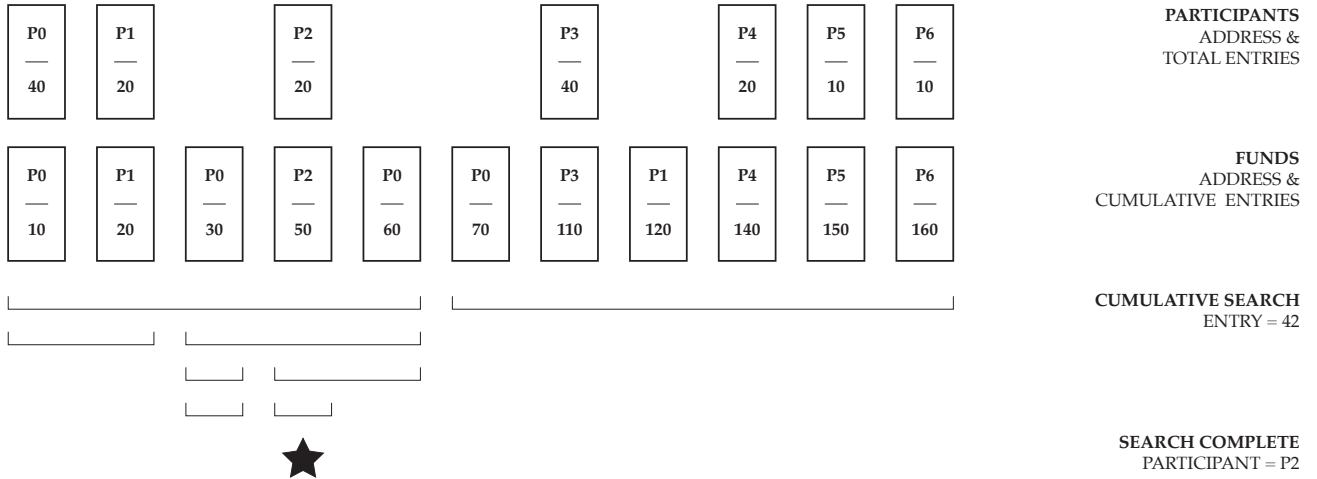 P0 P1 P2 P3 P4 P5 P6
40 20 20 40 20 10 10
PARTICIPANTS
ADDRESS &
TOTAL ENTRIES
P0 P1 P0 P2 P0 P0 P3 P1 P4 P5 P6
10 20 30 50 60 70 110 120 140 150 160
FUNDS
ADDRESS &
CUMULATIVE ENTRIES
CUMULATIVE SEARCH
ENTRY = 42
SEARCH COMPLETE
PARTICIPANT = P2